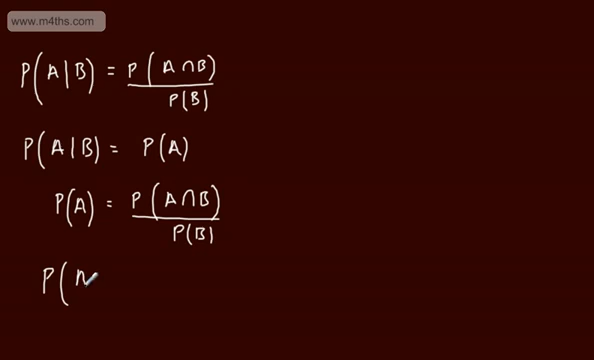 www.m4ths.com
P(A|B) = P(A∩B)/P(B)
P(A|B) = P(A)
P(A) = P(A∩B)/P(B)
P(